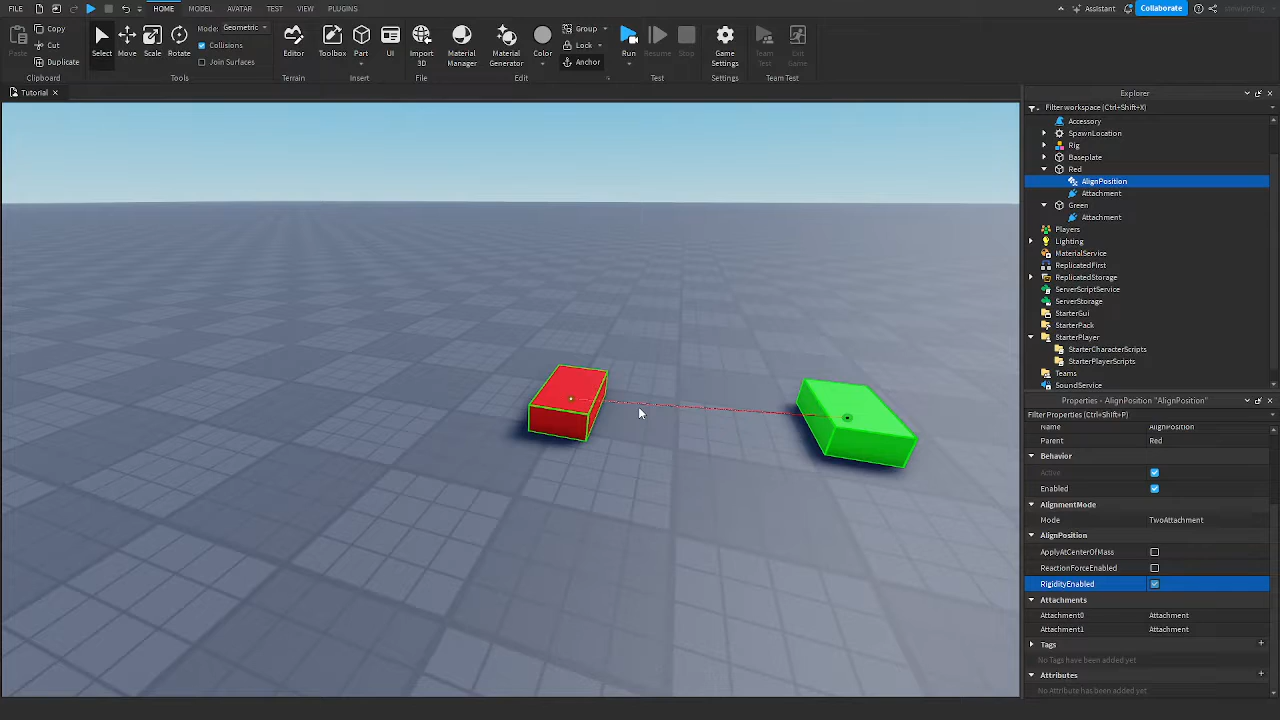 FILE HOME MODEL AVATAR TEST VIEW PLUGINS Assistant Collaborate
Copy
Cut
Duplicate
Paste
Clipboard
Select Move Scale Rotate
Mode: Geometric
Collisions
Join Surfaces
Tools
Editor
Terrain
Toolbox Part UI
Insert
Import 3D
File
Material Manager
Material Generator
Color
Group
Lock
Anchor
Edit
Run Resume Stop
Test
Game Settings
Settings
Team Test
Exit Game
Team Test
Tutorial
Explorer
Filter workspace (Ctrl+Shift+X)
Accessory
SpawnLocation
Rig
Baseplate
Red
AlignPosition
Attachment
Green
Attachment
Players
Lighting
MaterialService
ReplicatedFirst
ReplicatedStorage
ServerScriptService
ServerStorage
StarterGui
StarterPack
StarterPlayer
StarterCharacterScripts
StarterPlayerScripts
Teams
SoundService
Properties - AlignPosition "AlignPosition"
Filter Properties (Ctrl+Shift+P)
Name AlignPosition
Parent Red
Behavior
Active
Enabled
AlignmentMode
Mode TwoAttachment
AlignPosition
ApplyAtCenterOfMass
ReactionForceEnabled
RigidityEnabled
Attachments
Attachment0 Attachment
Attachment1 Attachment
Tags
No Tags have been added yet
Attributes
No Attribute has been added yet